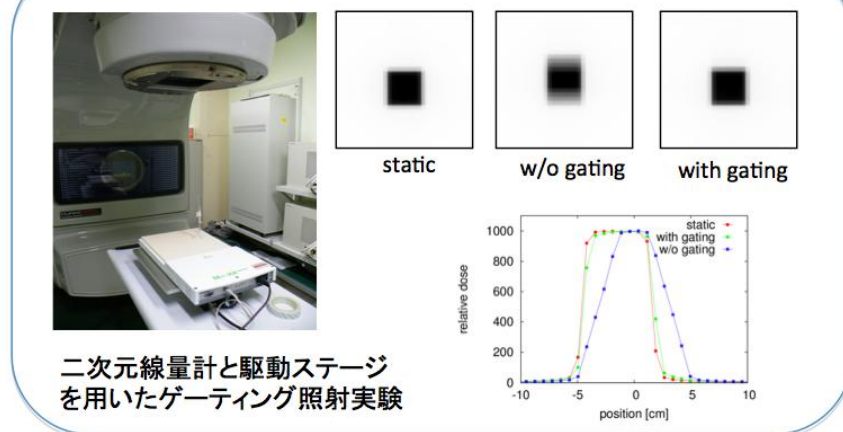 static
w/o gating
with gating
static
with gating
w/o gating
relative dose
1000
800
600
400
200
0
-10
-5
0
5
10
position [cm]
二次元線量計と駆動ステージ
を用いたゲーティング照射実験